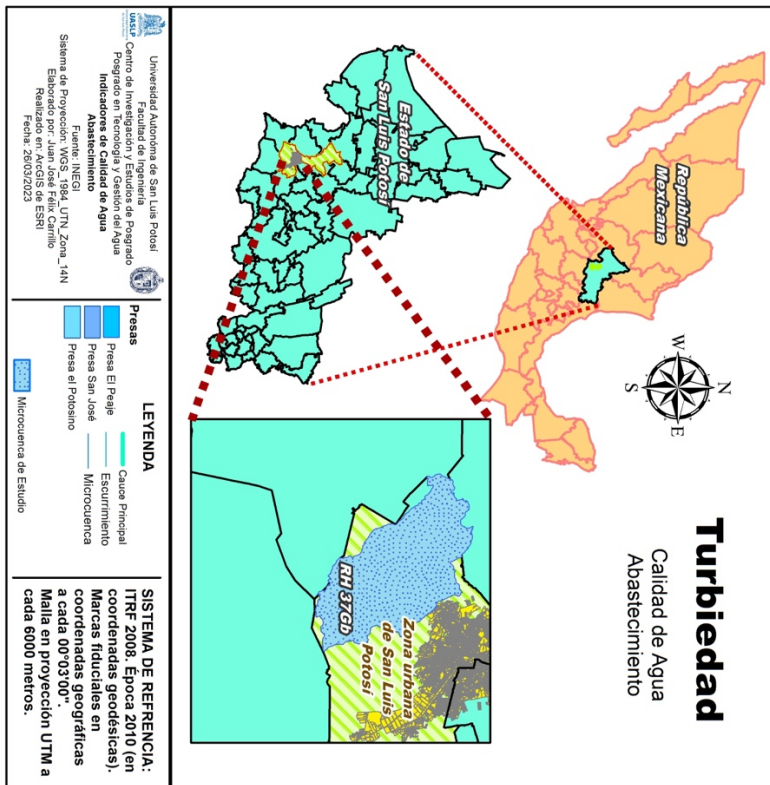 Turbiedad
Calidad de Agua
Abastecimiento
República
Mexicana
N
W
E
S
Estado de
San Luis Potosí
RH 37Gb
Zona urbana
de San Luis
Potosí
Universidad Autónoma de San Luis Potosí
Facultad de Ingeniería
Centro de Investigación y Estudios de Posgrado
Posgrado en Tecnología y Gestión del Agua
Indicadores de Calidad de Agua
Abastecimiento
UASLP
Fuente: INEGI
Sistema de Proyección: WGS_1984_UTN_Zona_14N
Elaborado por: Juan José Félix Carrillo
Realizado en: ArcGIS de ESRI
Fecha: 26/03/2023
LEYENDA
Presas
Presa El Peaje
Presa San José
Presa el Potosino
Cauce Principal
Escurrimiento
Microcuenca
Microcuenca de Estudio
SISTEMA DE REFRENCIA:
ITRF 2008. Época 2010 (en
coordenadas geodésicas).
Marcas fiduciales en
coordenadas geográficas
a cada 00°03'00".
Malla en proyección UTM a
cada 6000 metros.